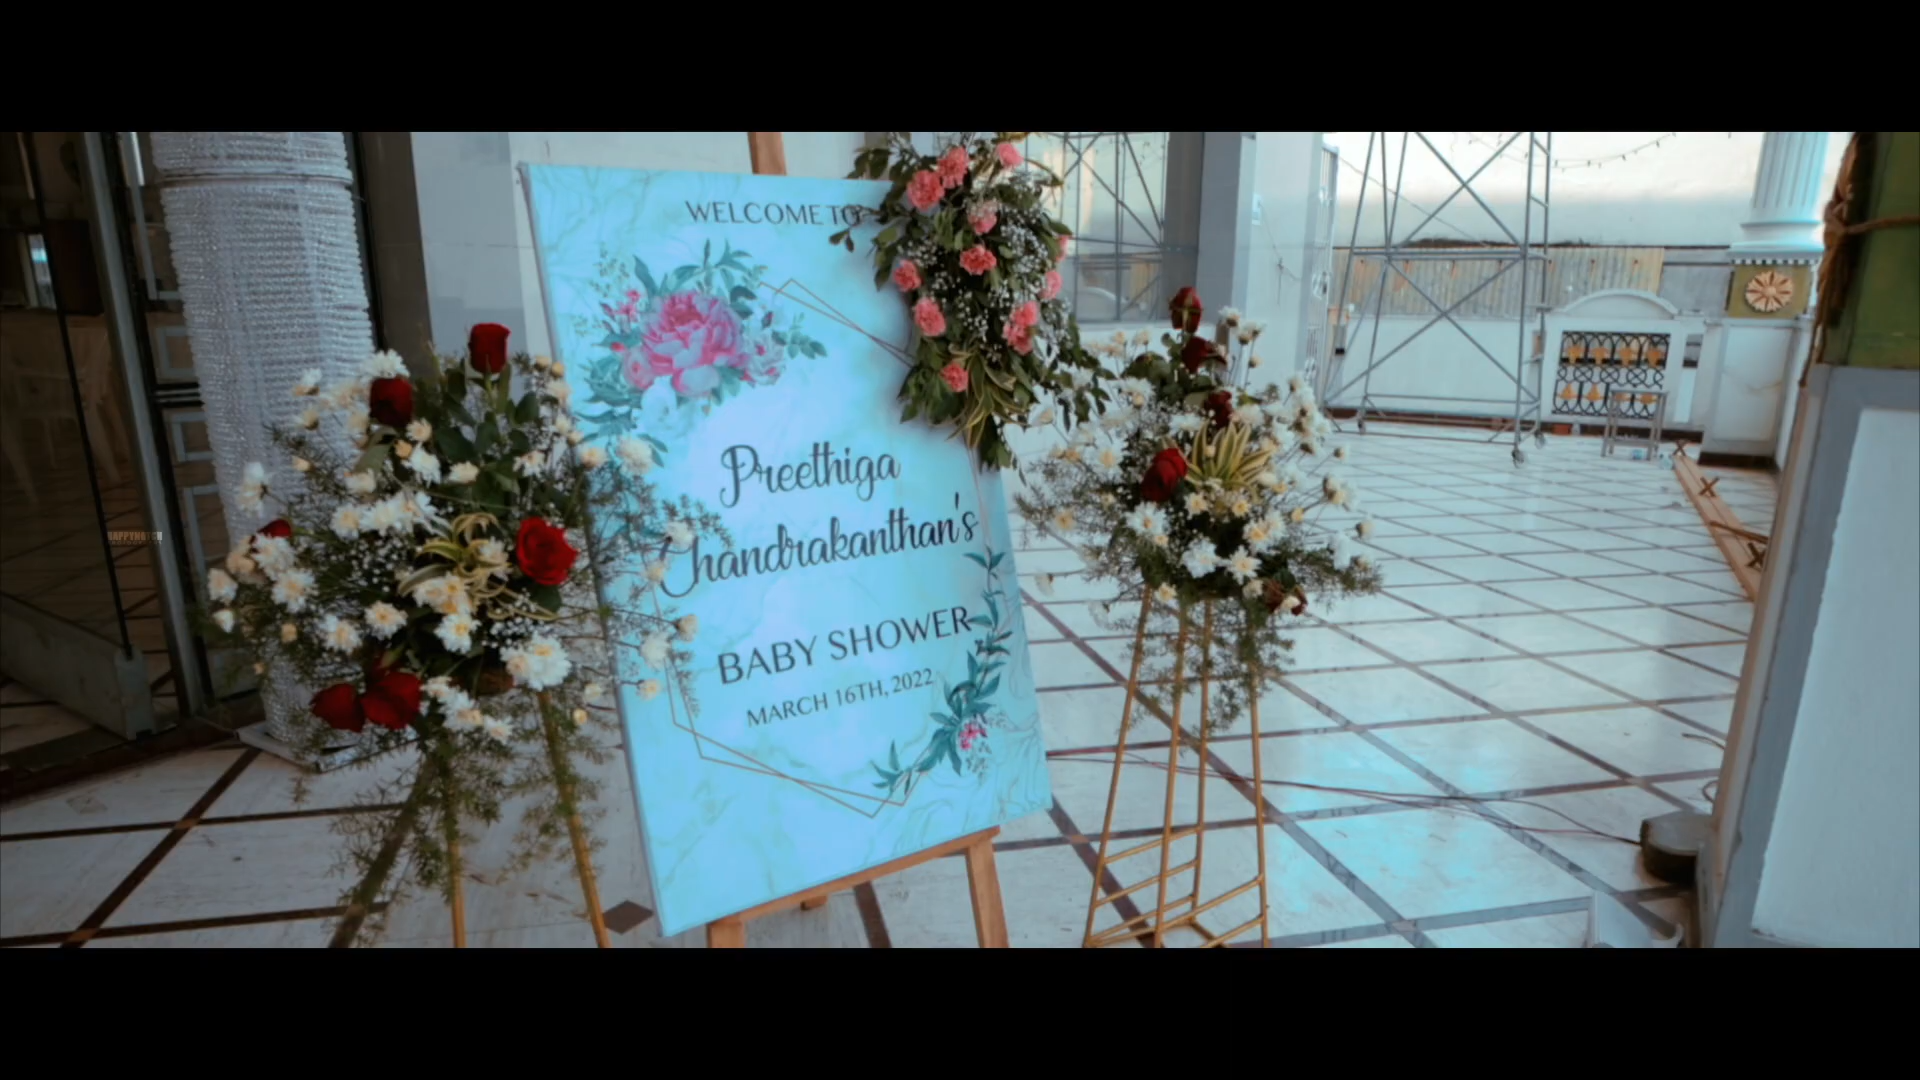 WELCOME TO
Preethiga
Chandrakanthan's
BABY SHOWER
MARCH 16TH, 2022